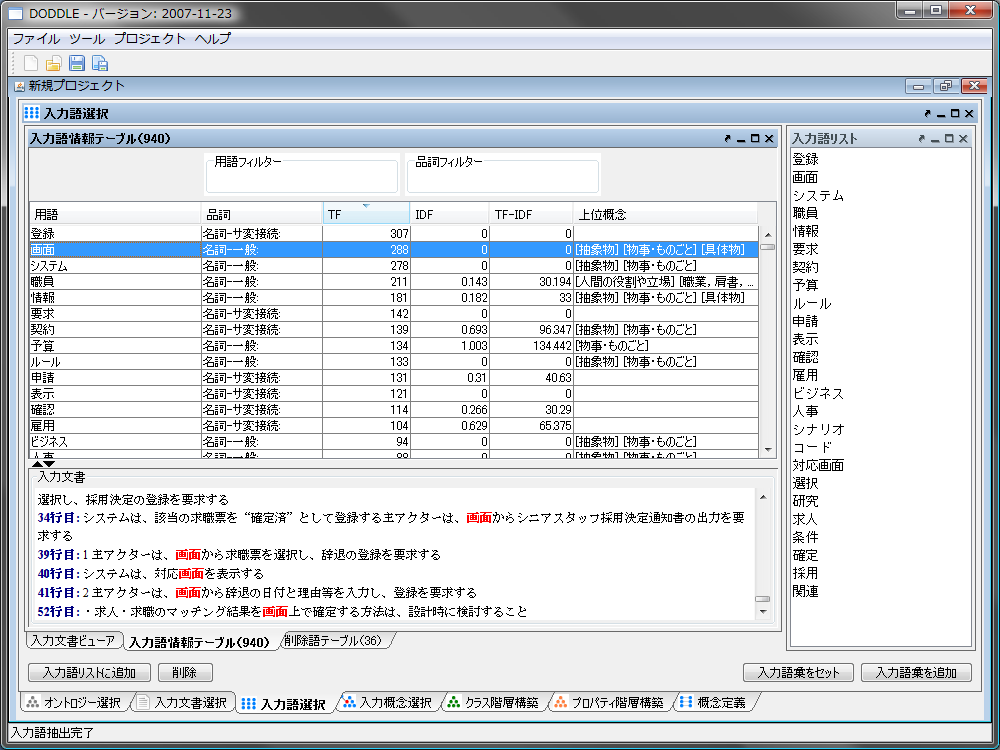 DODDLE - バージョン: 2007-11-23
ファイル ツール プロジェクト ヘルプ
新規プロジェクト
入力語選択
入力語情報テーブル(940)
用語フィルター 品詞フィルター
用語 品詞 TF IDF TF-IDF 上位概念
登録 名詞-サ変接続: 307 0 0
画面 名詞-一般: 288 0 0 [抽象物] [物事・ものごと] [具体物]
システム 名詞-一般: 278 0 0 [抽象物] [物事・ものごと]
職員 名詞-一般: 211 0.143 30.194 [人間の役割や立場] [職業，肩書，...
情報 名詞-一般: 181 0.182 33 [抽象物] [物事・ものごと] [具体物]
要求 名詞-サ変接続: 142 0 0
契約 名詞-サ変接続: 139 0.693 96.347 [抽象物] [物事・ものごと]
予算 名詞-一般: 134 1.003 134.442 [物事・ものごと]
ルール 名詞-一般: 133 0 0 [抽象物] [物事・ものごと]
申請 名詞-サ変接続: 131 0.31 40.63
表示 名詞-サ変接続: 121 0 0
確認 名詞-サ変接続: 114 0.266 30.29
雇用 名詞-サ変接続: 104 0.629 65.375
ビジネス 名詞-一般: 94 0 0 [抽象物] [物事・ものごと]
人事 名詞-一般: 88 0 0 [抽象物] [物事・ものごと]
入力文書
選択し、採用決定の登録を要求する
34行目: システムは、該当の求職票を“確定済”として登録する主アクターは、画面からシニアスタッフ採用決定通知書の出力を要
求する
39行目: 1 主アクターは、画面から求職票を選択し、辞退の登録を要求する
40行目: システムは、対応画面を表示する
41行目: 2 主アクターは、画面から辞退の日付と理由等を入力し、登録を要求する
52行目: ・求人・求職のマッチング結果を画面上で確定する方法は、設計時に検討すること
入力文書ビューア 入力語情報テーブル(940) 削除語テーブル(36)
入力語リストに追加 削除
入力語リスト
登録
画面
システム
職員
情報
要求
契約
予算
ルール
申請
表示
確認
雇用
ビジネス
人事
シナリオ
コード
対応画面
選択
研究
求人
条件
確定
採用
関連
入力語彙をセット 入力語彙を追加
オントロジー選択 入力文書選択 入力語選択 入力概念選択 クラス階層構築 プロパティ階層構築 概念定義
入力語抽出完了